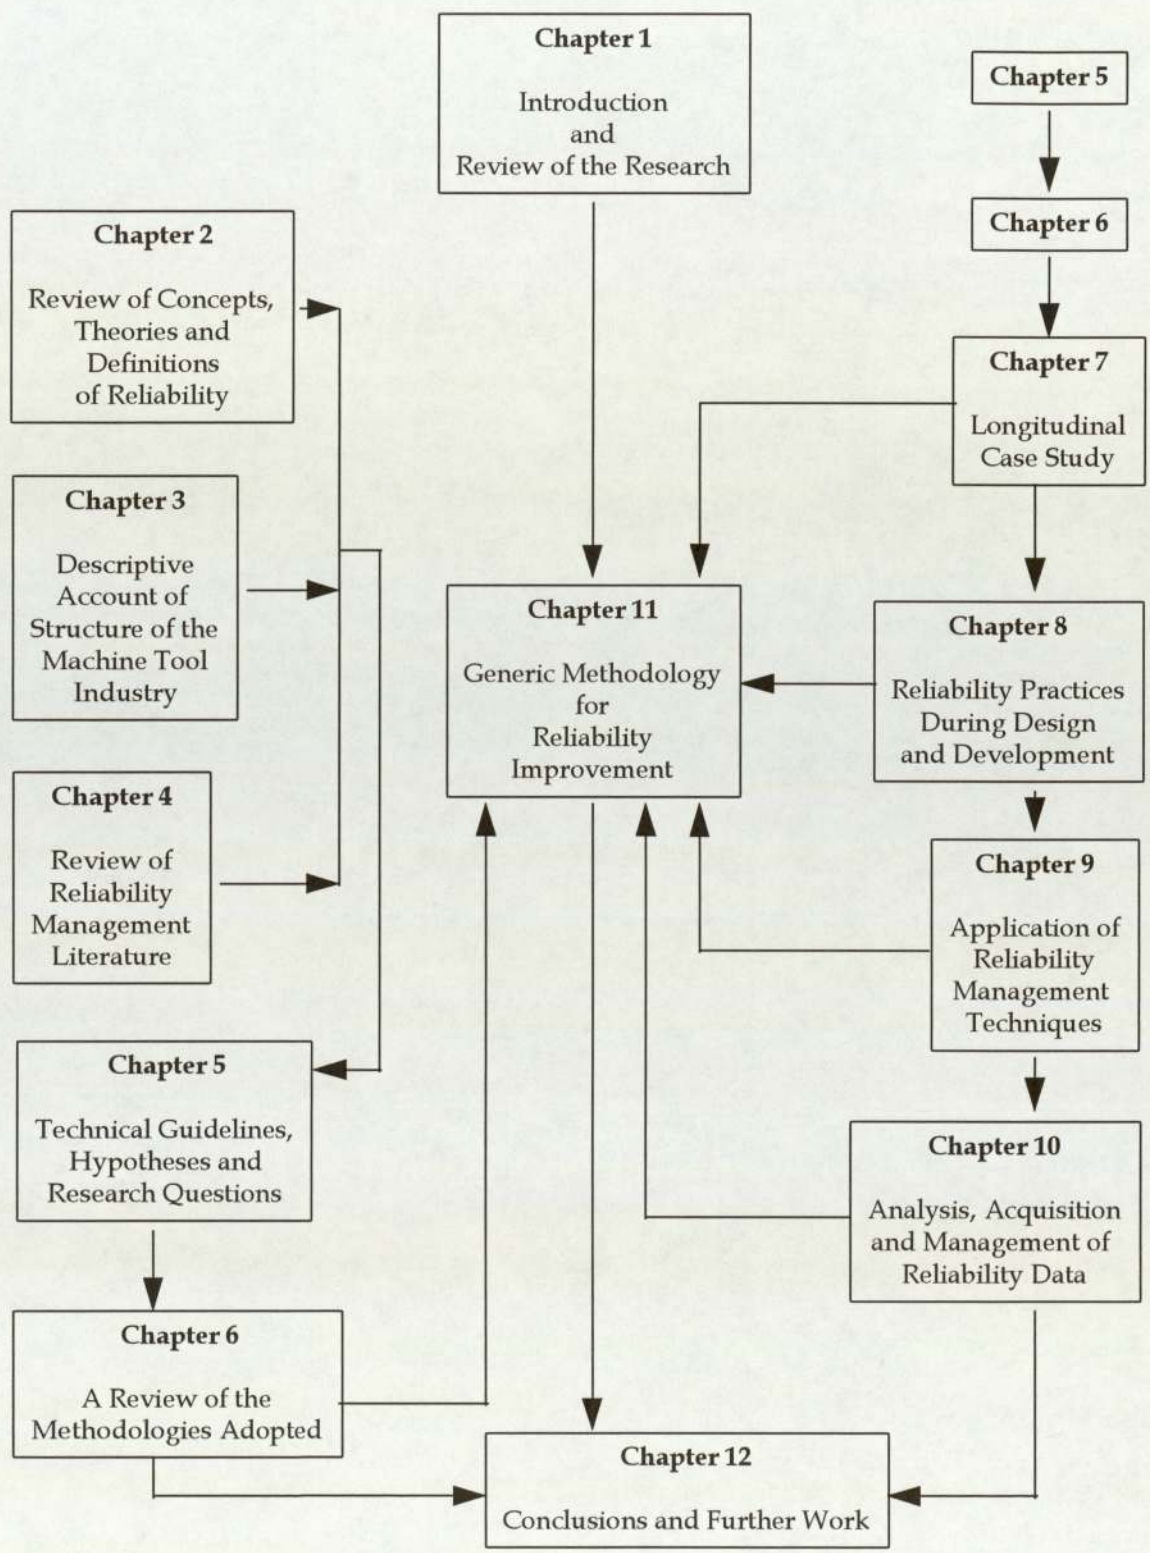 Chapter 1
Introduction
and
Review of the Research
Chapter 2
Review of Concepts,
Theories and
Definitions
of Reliability
Chapter 3
Descriptive
Account of
Structure of the
Machine Tool
Industry
Chapter 4
Review of
Reliability
Management
Literature
Chapter 5
Technical Guidelines,
Hypotheses and
Research Questions
Chapter 6
A Review of the
Methodologies Adopted
Chapter 11
Generic Methodology
for
Reliability
Improvement
Chapter 12
Conclusions and Further Work
Chapter 5
Chapter 6
Chapter 7
Longitudinal
Case Study
Chapter 8
Reliability Practices
During Design
and Development
Chapter 9
Application of
Reliability
Management
Techniques
Chapter 10
Analysis, Acquisition
and Management of
Reliability Data